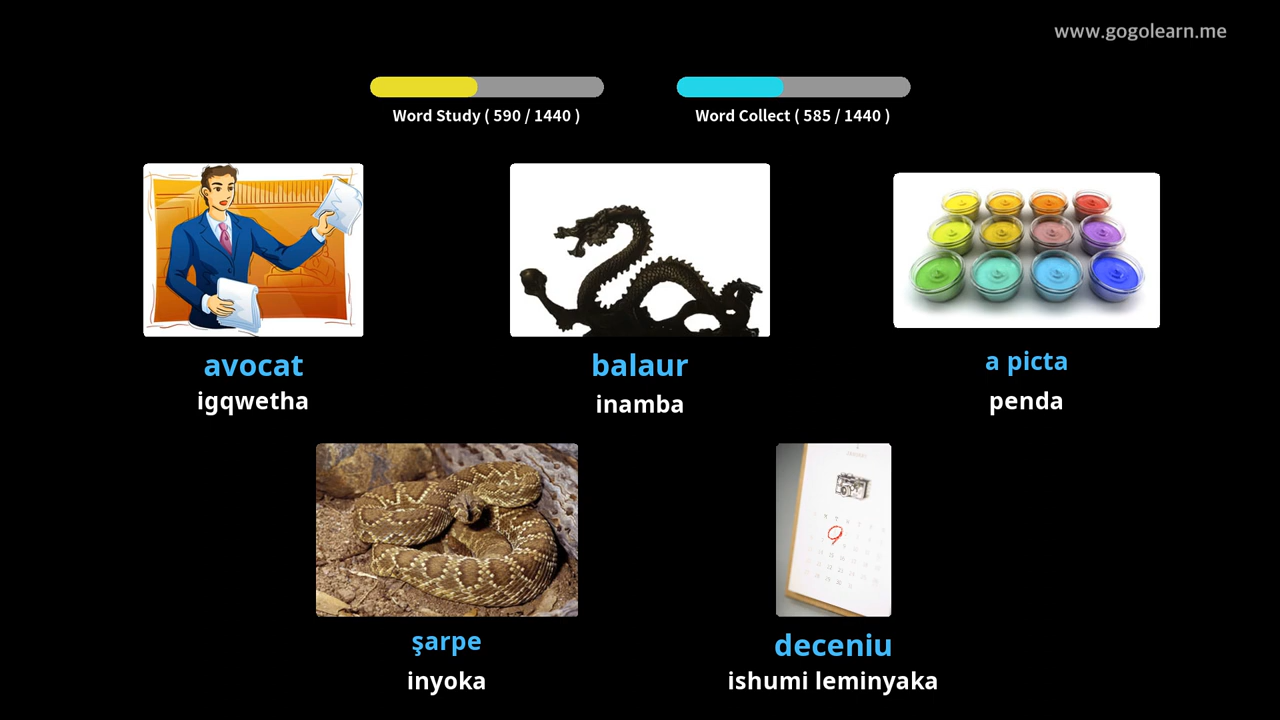 www.gogolearn.me
Word Study ( 590 / 1440 )
Word Collect ( 585 / 1440 )
avocat
igqwetha
balaur
inamba
a picta
penda
şarpe
inyoka
deceniu
ishumi leminyaka